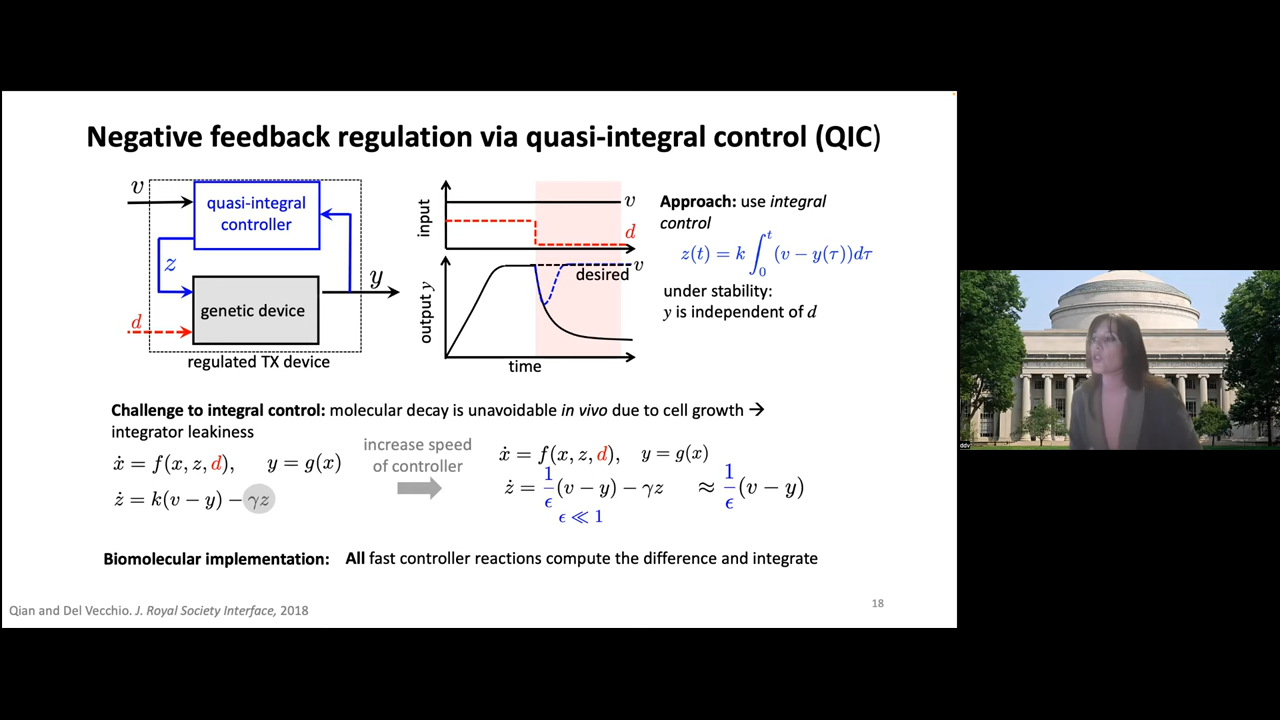 Negative feedback regulation via quasi-integral control (QIC)
v
quasi-integral
controller
z
y
genetic device
d
regulated TX device
input
v
d
output y
v
desired
time
Approach: use integral
control
z(t) = k ∫₀ᵗ (v − y(τ))dτ
under stability:
y is independent of d
Challenge to integral control: molecular decay is unavoidable in vivo due to cell growth →
integrator leakiness
ẋ = f(x, z, d), y = g(x)
ż = k(v − y) − γz
increase speed
of controller
ẋ = f(x, z, d), y = g(x)
ż = 1/ϵ (v − y) − γz ≈ 1/ϵ (v − y)
ϵ ≪ 1
Biomolecular implementation: All fast controller reactions compute the difference and integrate
Qian and Del Vecchio. J. Royal Society Interface, 2018
18
ddv